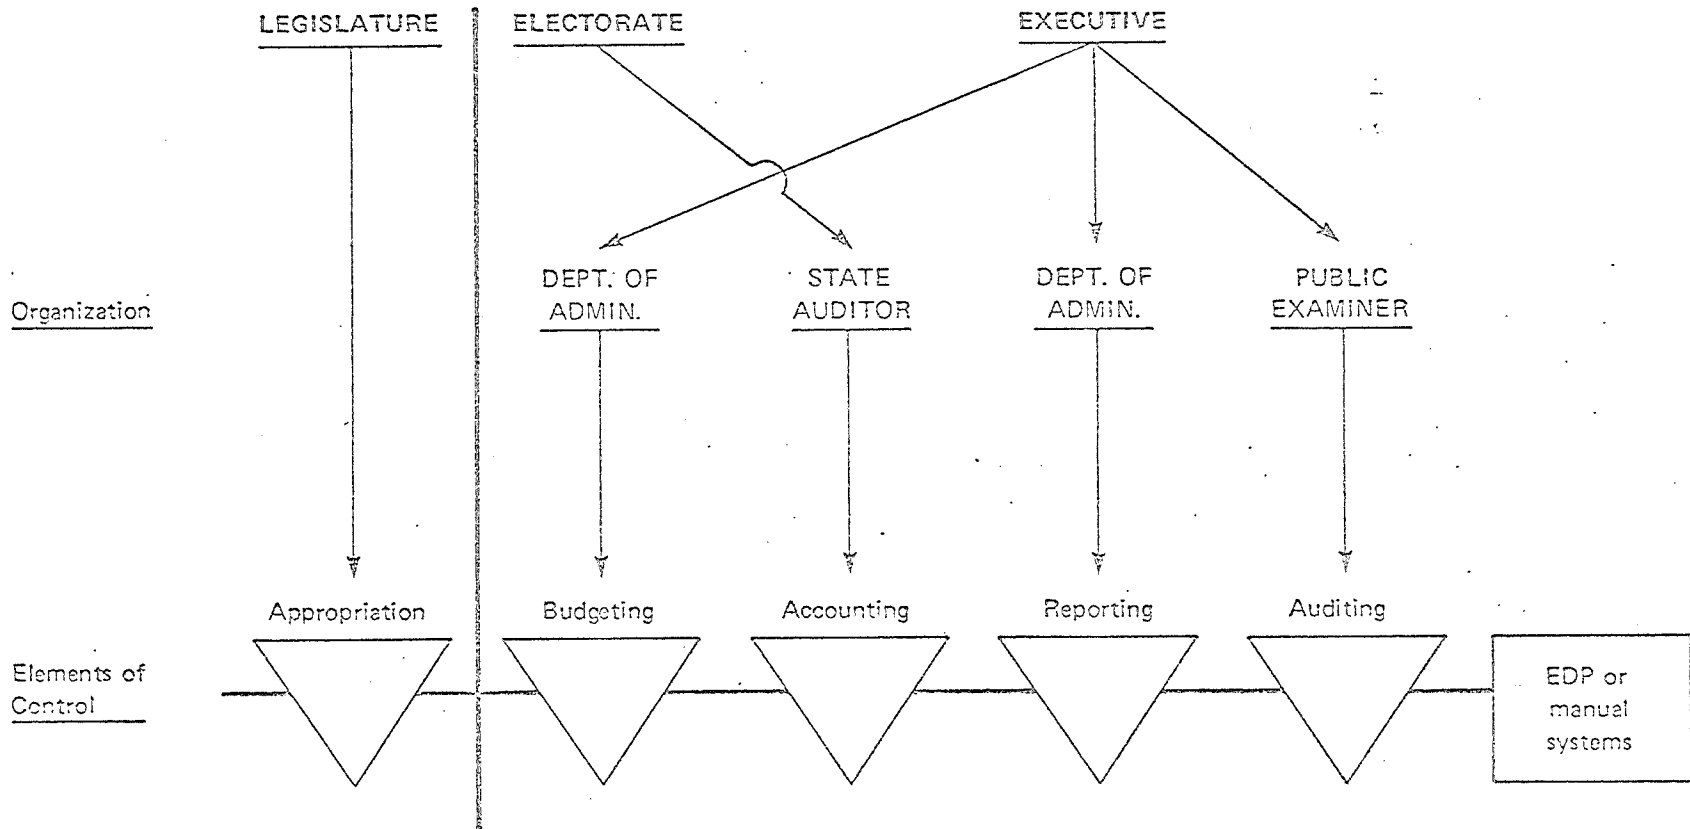 LEGISLATURE
ELECTORATE
EXECUTIVE
Organization
DEPT. OF
ADMIN.
STATE
AUDITOR
DEPT. OF
ADMIN.
PUBLIC
EXAMINER
Appropriation
Budgeting
Accounting
Reporting
Auditing
Elements of
Control
EDP or
manual
systems